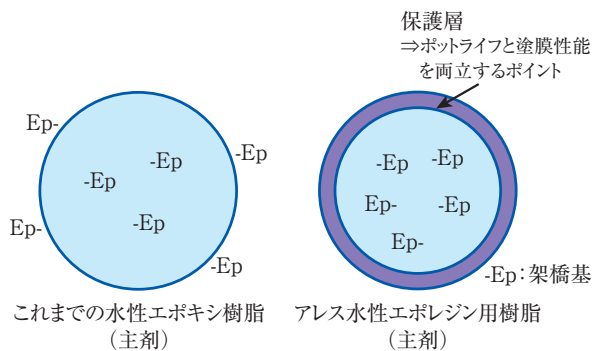 保護層
⇒ポットライフと塗膜性能
を両立するポイント
Ep-
-Ep
-Ep
-Ep
Ep-
-Ep
-Ep
-Ep
-Ep
Ep-
-Ep
Ep-
-Ep：架橋基
これまでの水性エポキシ樹脂
（主剤）
アレス水性エポレジン用樹脂
（主剤）